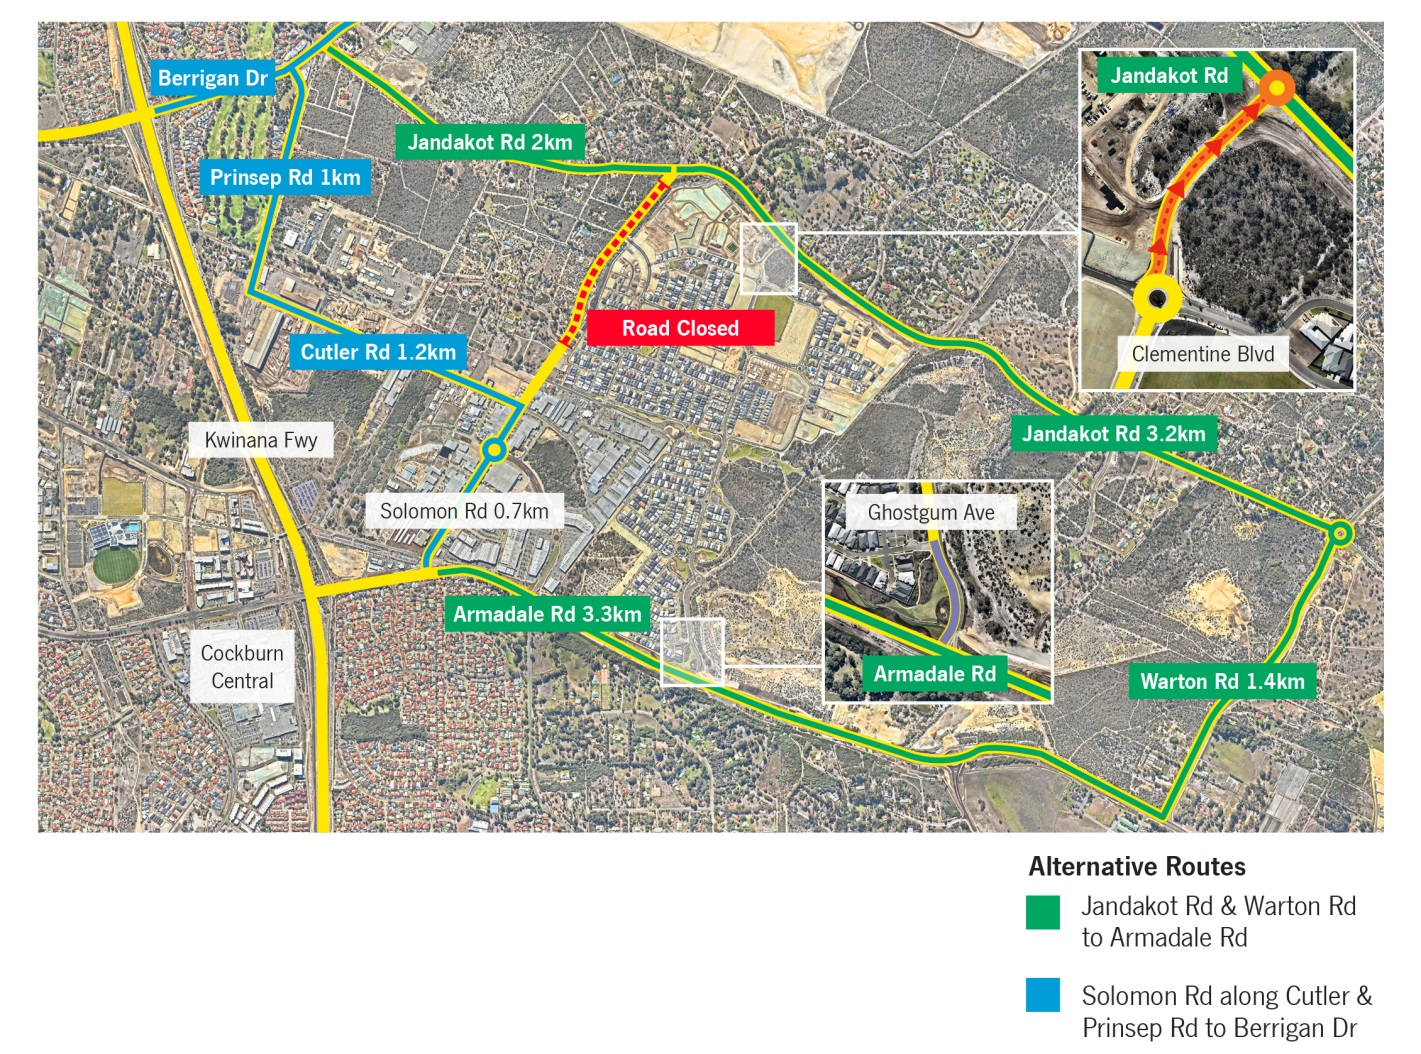 Berrigan Dr
Jandakot Rd
Jandakot Rd 2km
Prinsep Rd 1km
Road Closed
Cutler Rd 1.2km
Clementine Blvd
Kwinana Fwy
Jandakot Rd 3.2km
Solomon Rd 0.7km
Ghostgum Ave
Armadale Rd 3.3km
Cockburn
Central
Armadale Rd
Warton Rd 1.4km
Alternative Routes
Jandakot Rd & Warton Rd
to Armadale Rd
Solomon Rd along Cutler &
Prinsep Rd to Berrigan Dr